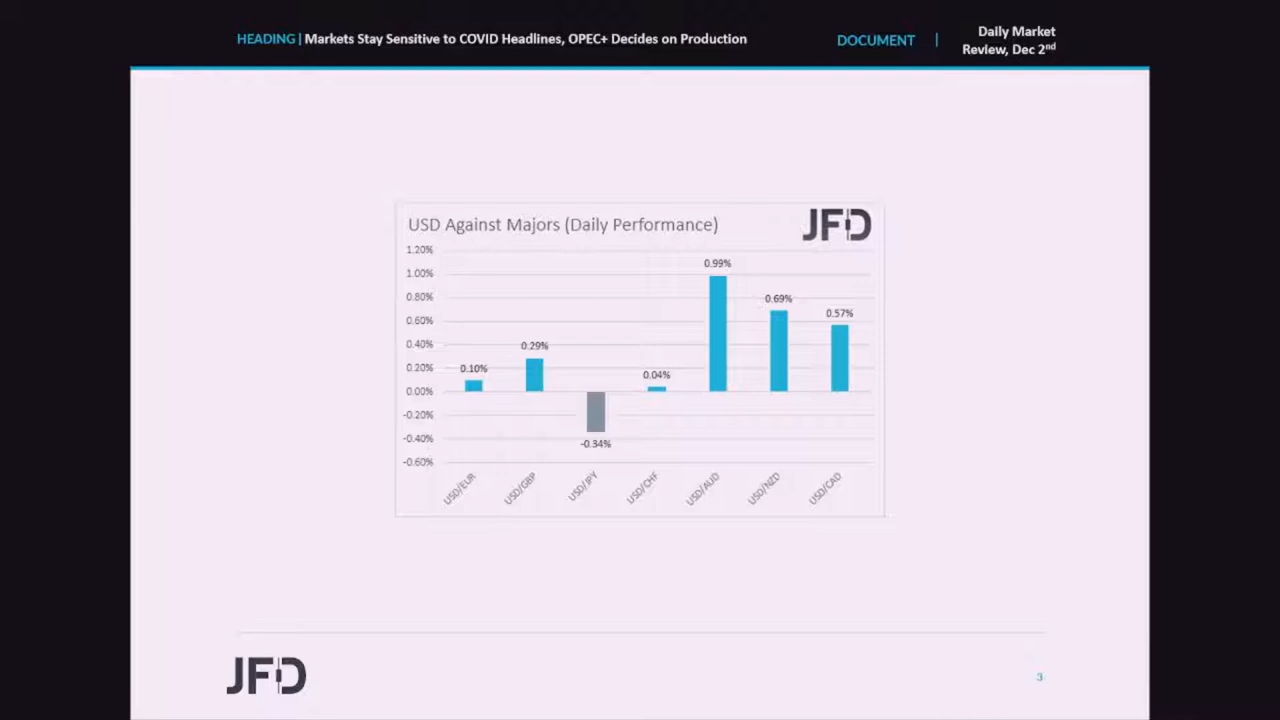 HEADING | Markets Stay Sensitive to COVID Headlines, OPEC+ Decides on Production
DOCUMENT |
Daily Market
Review, Dec 2nd
USD Against Majors (Daily Performance)
JFD
1.20%
1.00%
0.80%
0.60%
0.40%
0.20%
0.00%
-0.20%
-0.40%
-0.60%
0.10%
0.29%
-0.34%
0.04%
0.99%
0.69%
0.57%
USD/EUR
USD/GBP
USD/JPY
USD/CHF
USD/AUD
USD/NZD
USD/CAD
JFD
3